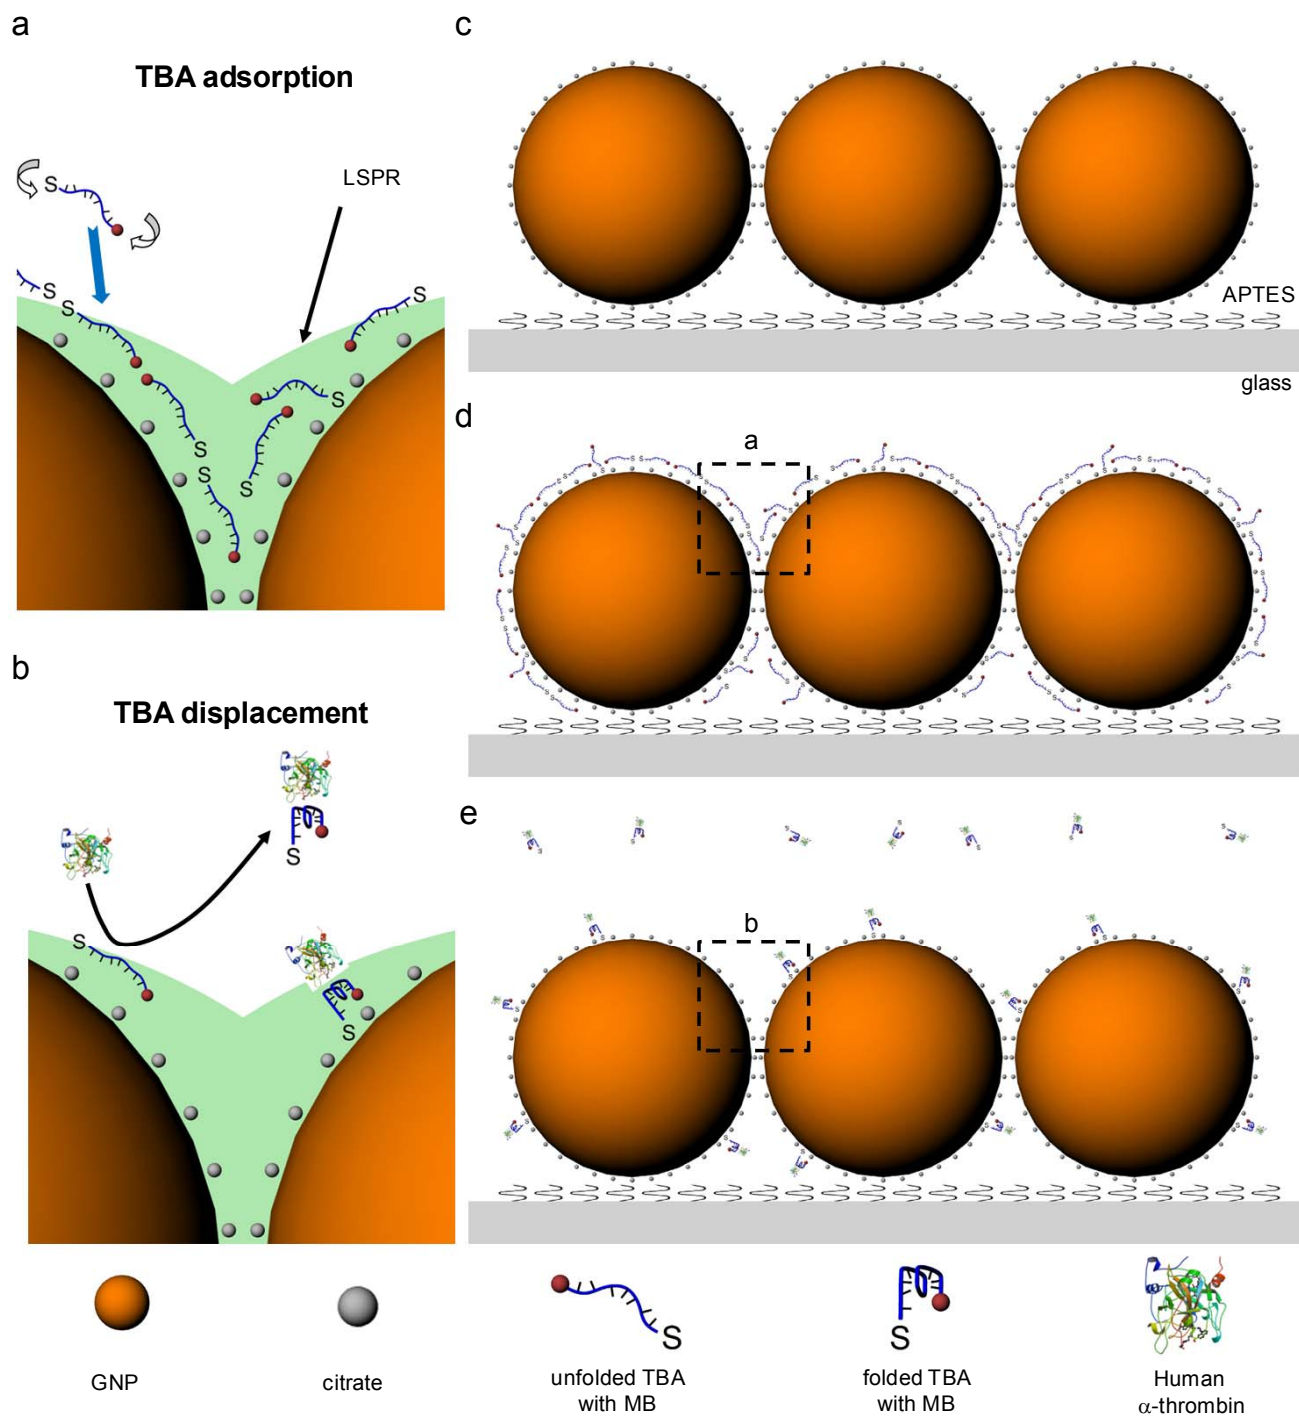 a
TBA adsorption
S
LSPR
S
S
S
S
S
S
S
b
TBA displacement
S
S
S
c
APTES
glass
d
a
e
b
GNP
citrate
S
unfolded TBA
with MB
S
folded TBA
with MB
Human
α-thrombin